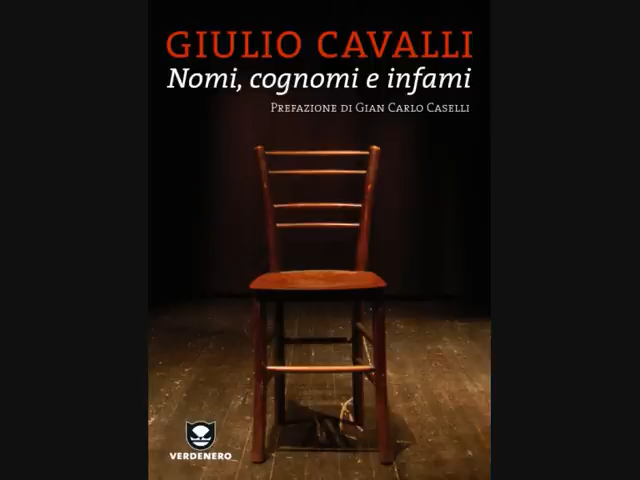 GIULIO CAVALLI
Nomi, cognomi e infami
PREFAZIONE DI GIAN CARLO CASELLI
VERDENERO